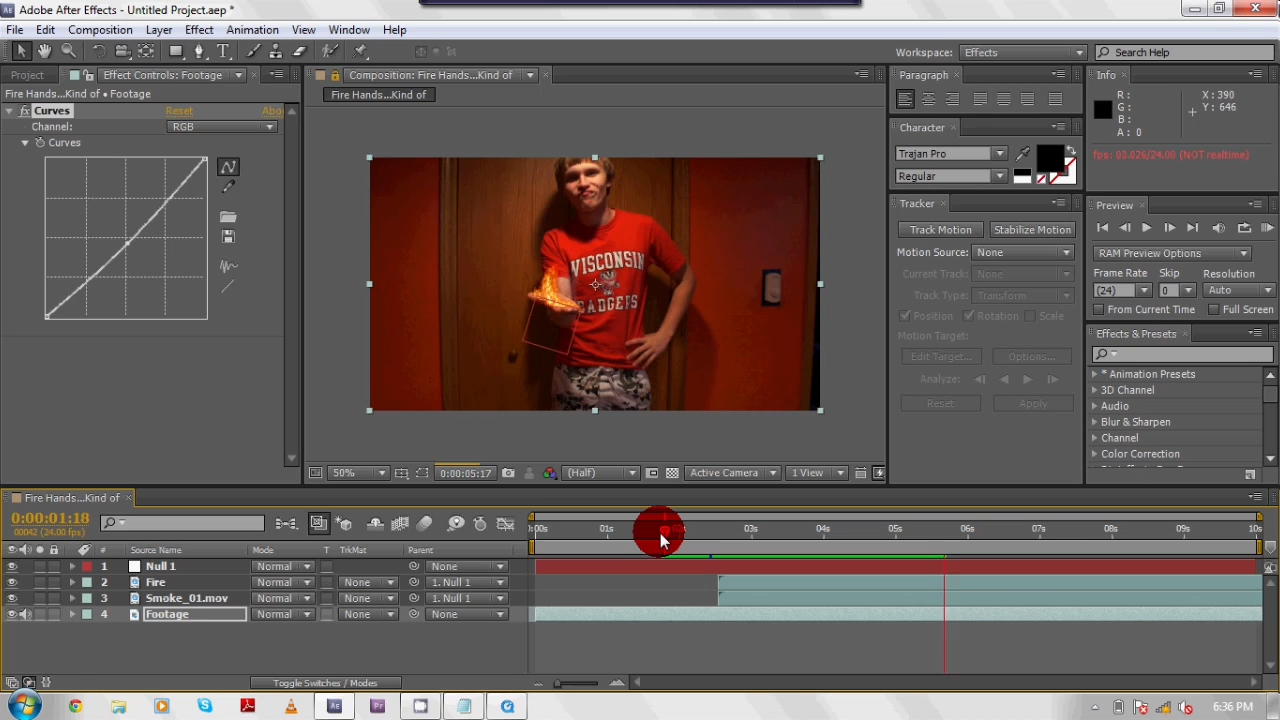 Adobe After Effects - Untitled Project.aep *
File Edit Composition Layer Effect Animation View Window Help
Workspace: Effects Search Help
Project Effect Controls: Footage Composition: Fire Hands...Kind of Paragraph Info
Fire Hands...Kind of • Footage
Fire Hands...Kind of
R:
G:
B:
A: 0
X: 390
Y: 646
fx Curves Reset Abo
Channel: RGB
Curves
Character
fps: 03.026/24.00 (NOT realtime)
Trajan Pro
Regular
Tracker
Track Motion Stabilize Motion
Motion Source: None
Current Track: None
Track Type: Transform
Position Rotation Scale
Motion Target:
Edit Target... Options...
Analyze:
Reset Apply
Preview
RAM Preview Options
Frame Rate Skip Resolution
(24) 0 Auto
From Current Time Full Screen
Effects & Presets
* Animation Presets
3D Channel
Audio
Blur & Sharpen
Channel
WISCONSIN
BADGERS
50% 0:00:05:17 (Half) Active Camera 1 View
Fire Hands...Kind of
0:00:01:18
00042 (24.00 fps)
01s 03s 04s 05s 06s 07s 08s 09s 10s
# Source Name Mode T TrkMat Parent
1 Null 1 Normal None
2 Fire Normal None 1. Null 1
3 Smoke_01.mov Normal None 1. Null 1
4 Footage Normal None None
Toggle Switches / Modes
Ae Pr
6:36 PM